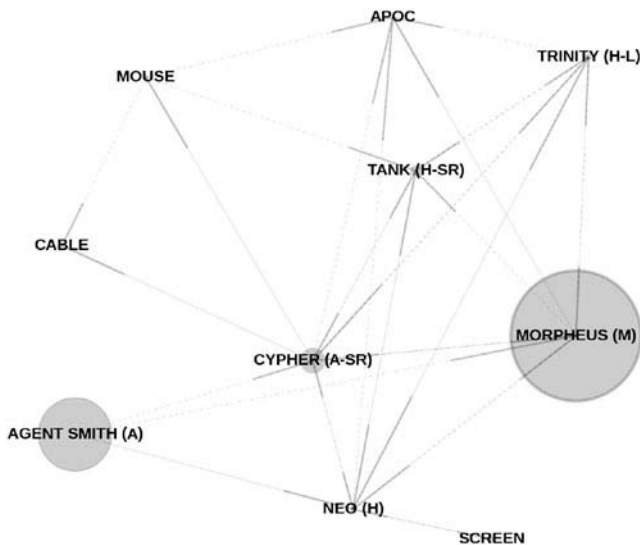 APOC
TRINITY (H-L)
MOUSE
TANK (H-SR)
CABLE
MORPHEUS (M)
CYPHER (A-SR)
AGENT SMITH (A)
NEO (H)
SCREEN